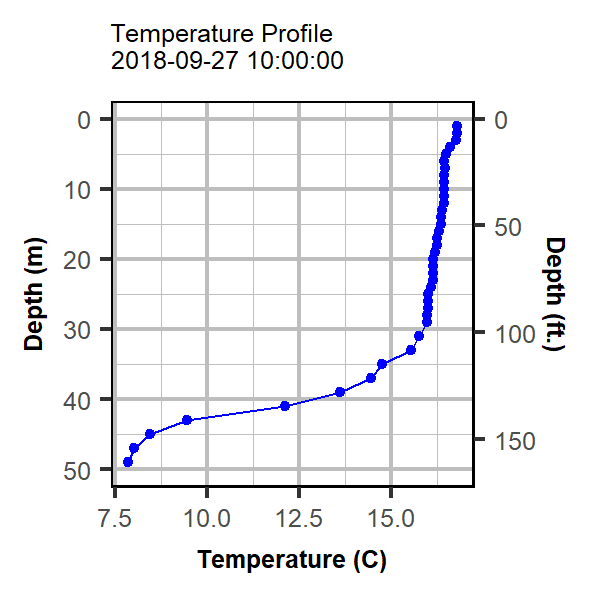 Temperature Profile
2018-09-27 10:00:00
0
10
20
30
40
50
Depth (m)
0
50
100
150
Depth (ft.)
7.5 10.0 12.5 15.0
Temperature (C)